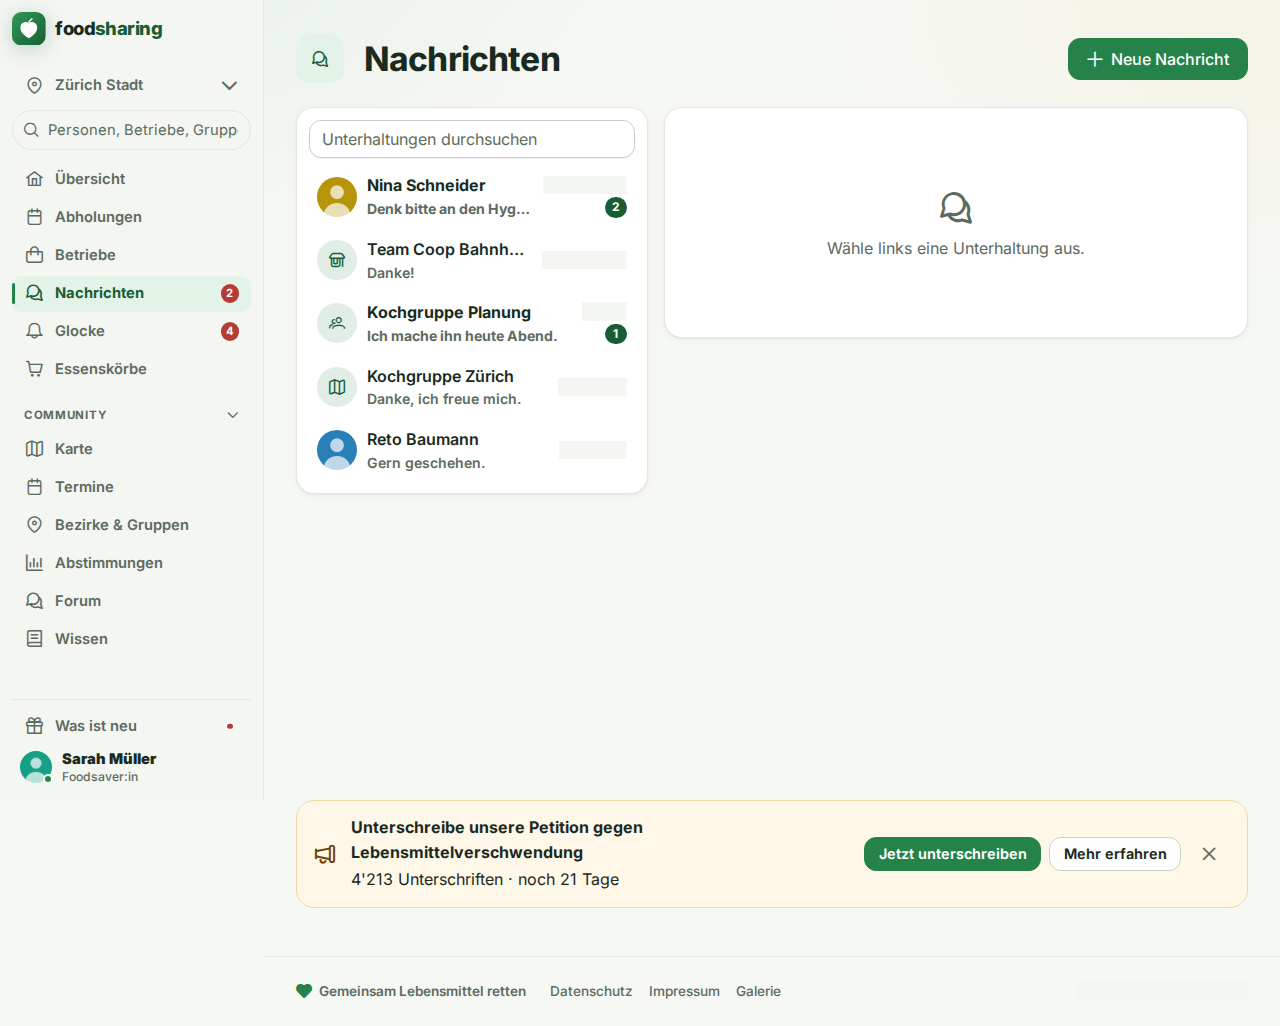 foodsharing
Zürich Stadt
Personen, Betriebe, Grupp
Übersicht
Abholungen
Betriebe
Nachrichten 2
Glocke 4
Essenskörbe
COMMUNITY
Karte
Termine
Bezirke & Gruppen
Abstimmungen
Forum
Wissen
Was ist neu
Sarah Müller
Foodsaver:in
Nachrichten
Neue Nachricht
Unterhaltungen durchsuchen
Nina Schneider
Denk bitte an den Hyg... 2
Team Coop Bahnh...
Danke!
Kochgruppe Planung
Ich mache ihn heute Abend. 1
Kochgruppe Zürich
Danke, ich freue mich.
Reto Baumann
Gern geschehen.
Wähle links eine Unterhaltung aus.
Unterschreibe unsere Petition gegen
Lebensmittelverschwendung
4'213 Unterschriften · noch 21 Tage
Jetzt unterschreiben
Mehr erfahren
Gemeinsam Lebensmittel retten Datenschutz Impressum Galerie